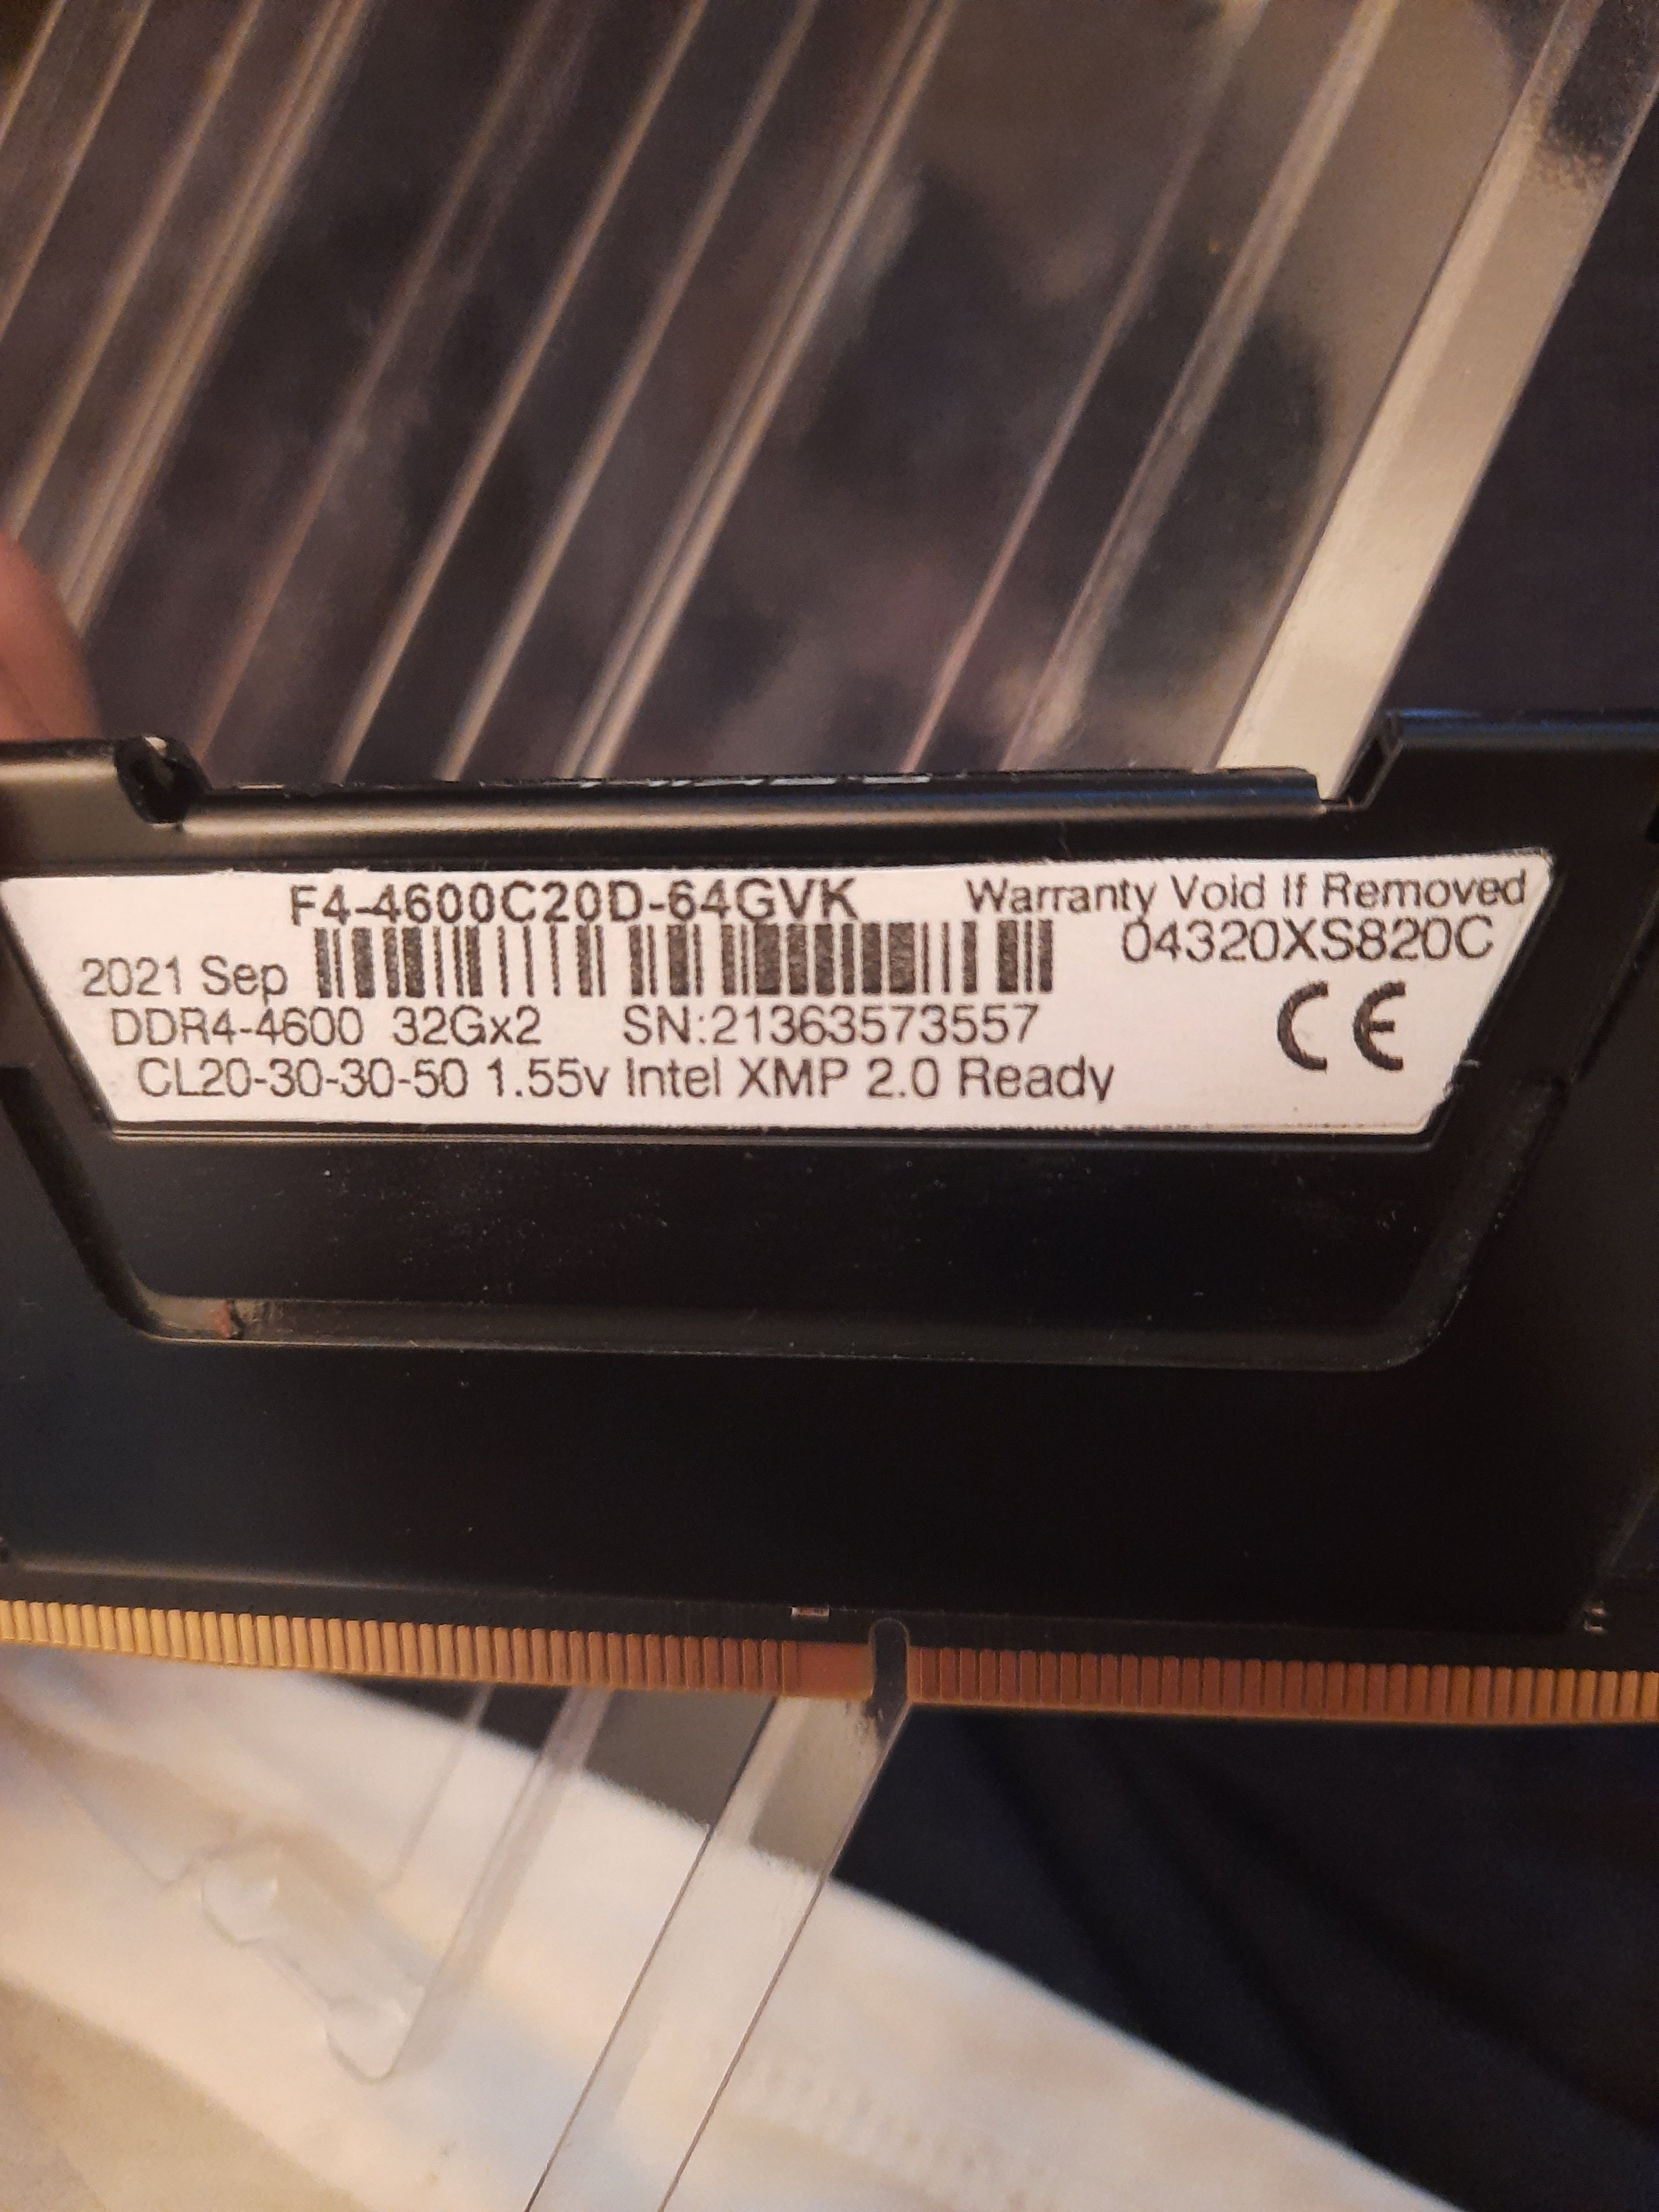 F4-4600C20D-64GVK Warranty Void If Removed
04320XS820C
2021 Sep
DDR4-4600 32Gx2 SN:21363573557
CL20-30-30-50 1.55v Intel XMP 2.0 Ready
CE